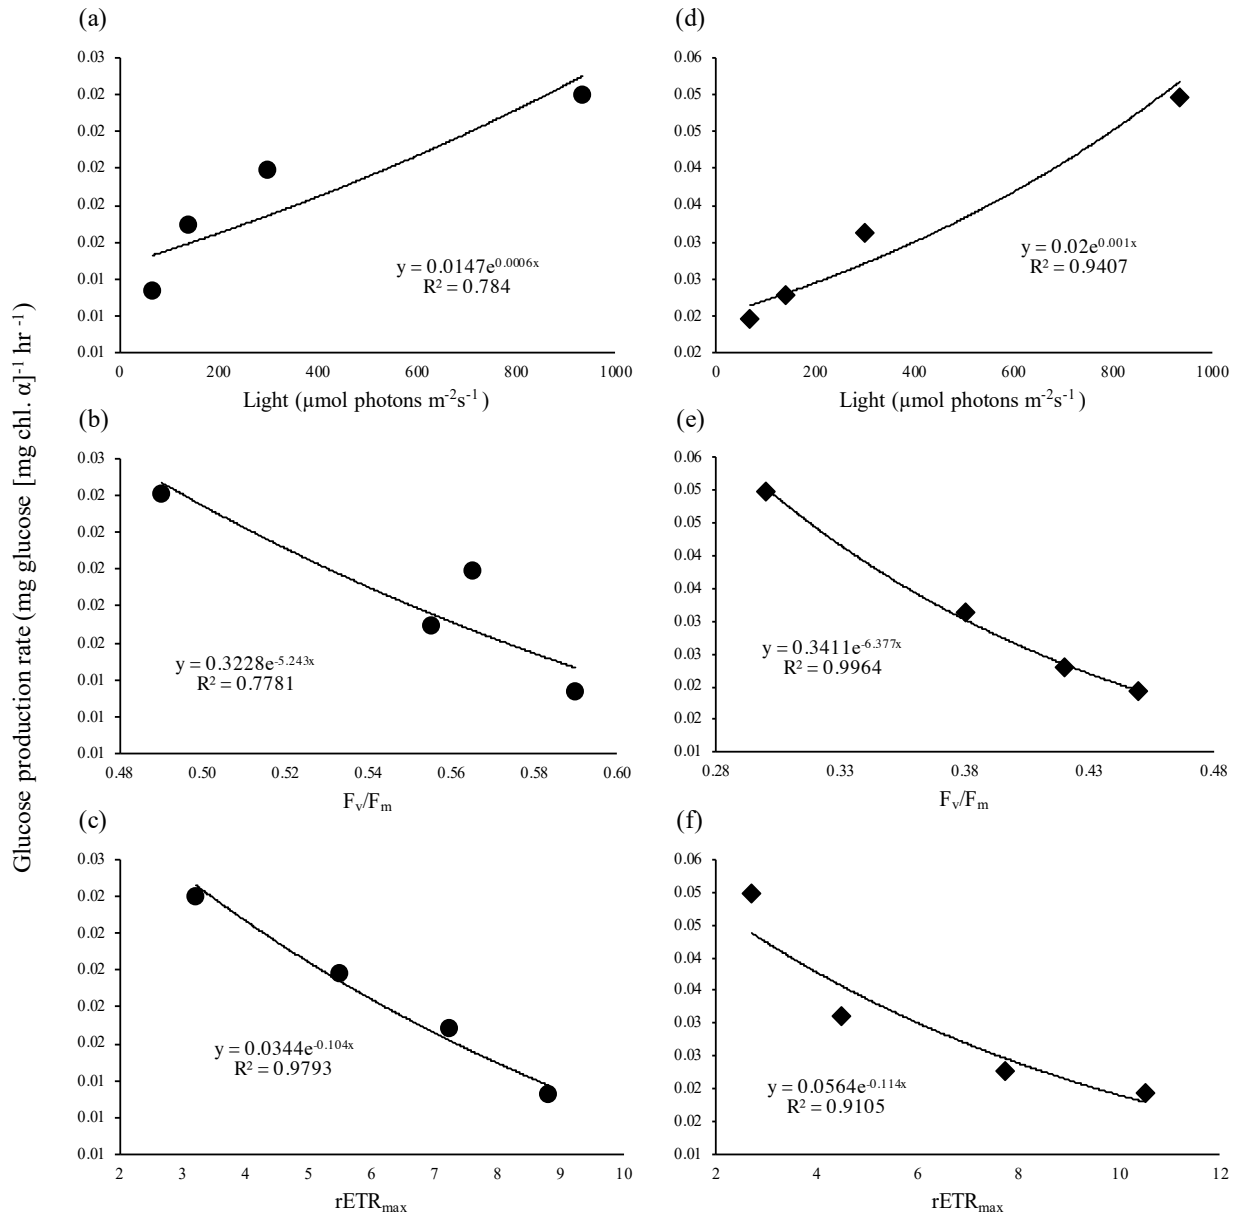 Glucose production rate (mg glucose [mg chl. α]⁻¹ hr ⁻¹)
(a)
0.03
0.02
0.02
0.02
0.02
0.02
0.01
0.01
0.01
y = 0.0147e^0.0006x
R² = 0.784
0 200 400 600 800 1000
Light (µmol photons m⁻²s⁻¹ )
(d)
0.06
0.05
0.05
0.04
0.04
0.03
0.03
0.02
0.02
y = 0.02e^0.001x
R² = 0.9407
0 200 400 600 800 1000
Light (µmol photons m⁻²s⁻¹ )
(b)
0.03
0.02
0.02
0.02
0.02
0.02
0.01
0.01
0.01
y = 0.3228e^-5.243x
R² = 0.7781
0.48 0.50 0.52 0.54 0.56 0.58 0.60
Fᵥ/Fₘ
(e)
0.06
0.05
0.05
0.04
0.04
0.03
0.03
0.02
0.02
0.01
y = 0.3411e^-6.377x
R² = 0.9964
0.28 0.33 0.38 0.43 0.48
Fᵥ/Fₘ
(c)
0.03
0.02
0.02
0.02
0.02
0.02
0.01
0.01
0.01
y = 0.0344e^-0.104x
R² = 0.9793
2 3 4 5 6 7 8 9 10
rETRₘₐₓ
(f)
0.06
0.05
0.05
0.04
0.04
0.03
0.03
0.02
0.02
0.01
y = 0.0564e^-0.114x
R² = 0.9105
2 4 6 8 10 12
rETRₘₐₓ